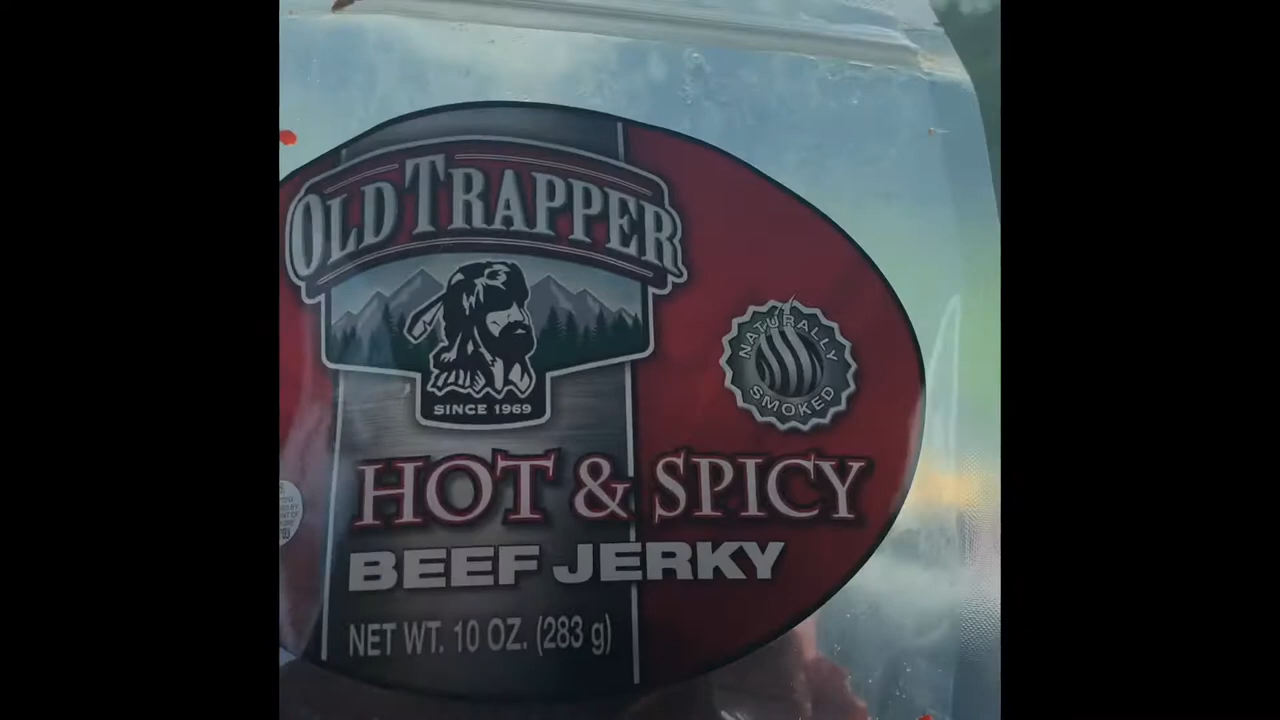 OLD TRAPPER
SINCE 1969
NATURALLY
SMOKED
HOT & SPICY
BEEF JERKY
NET WT. 10 OZ. (283 g)